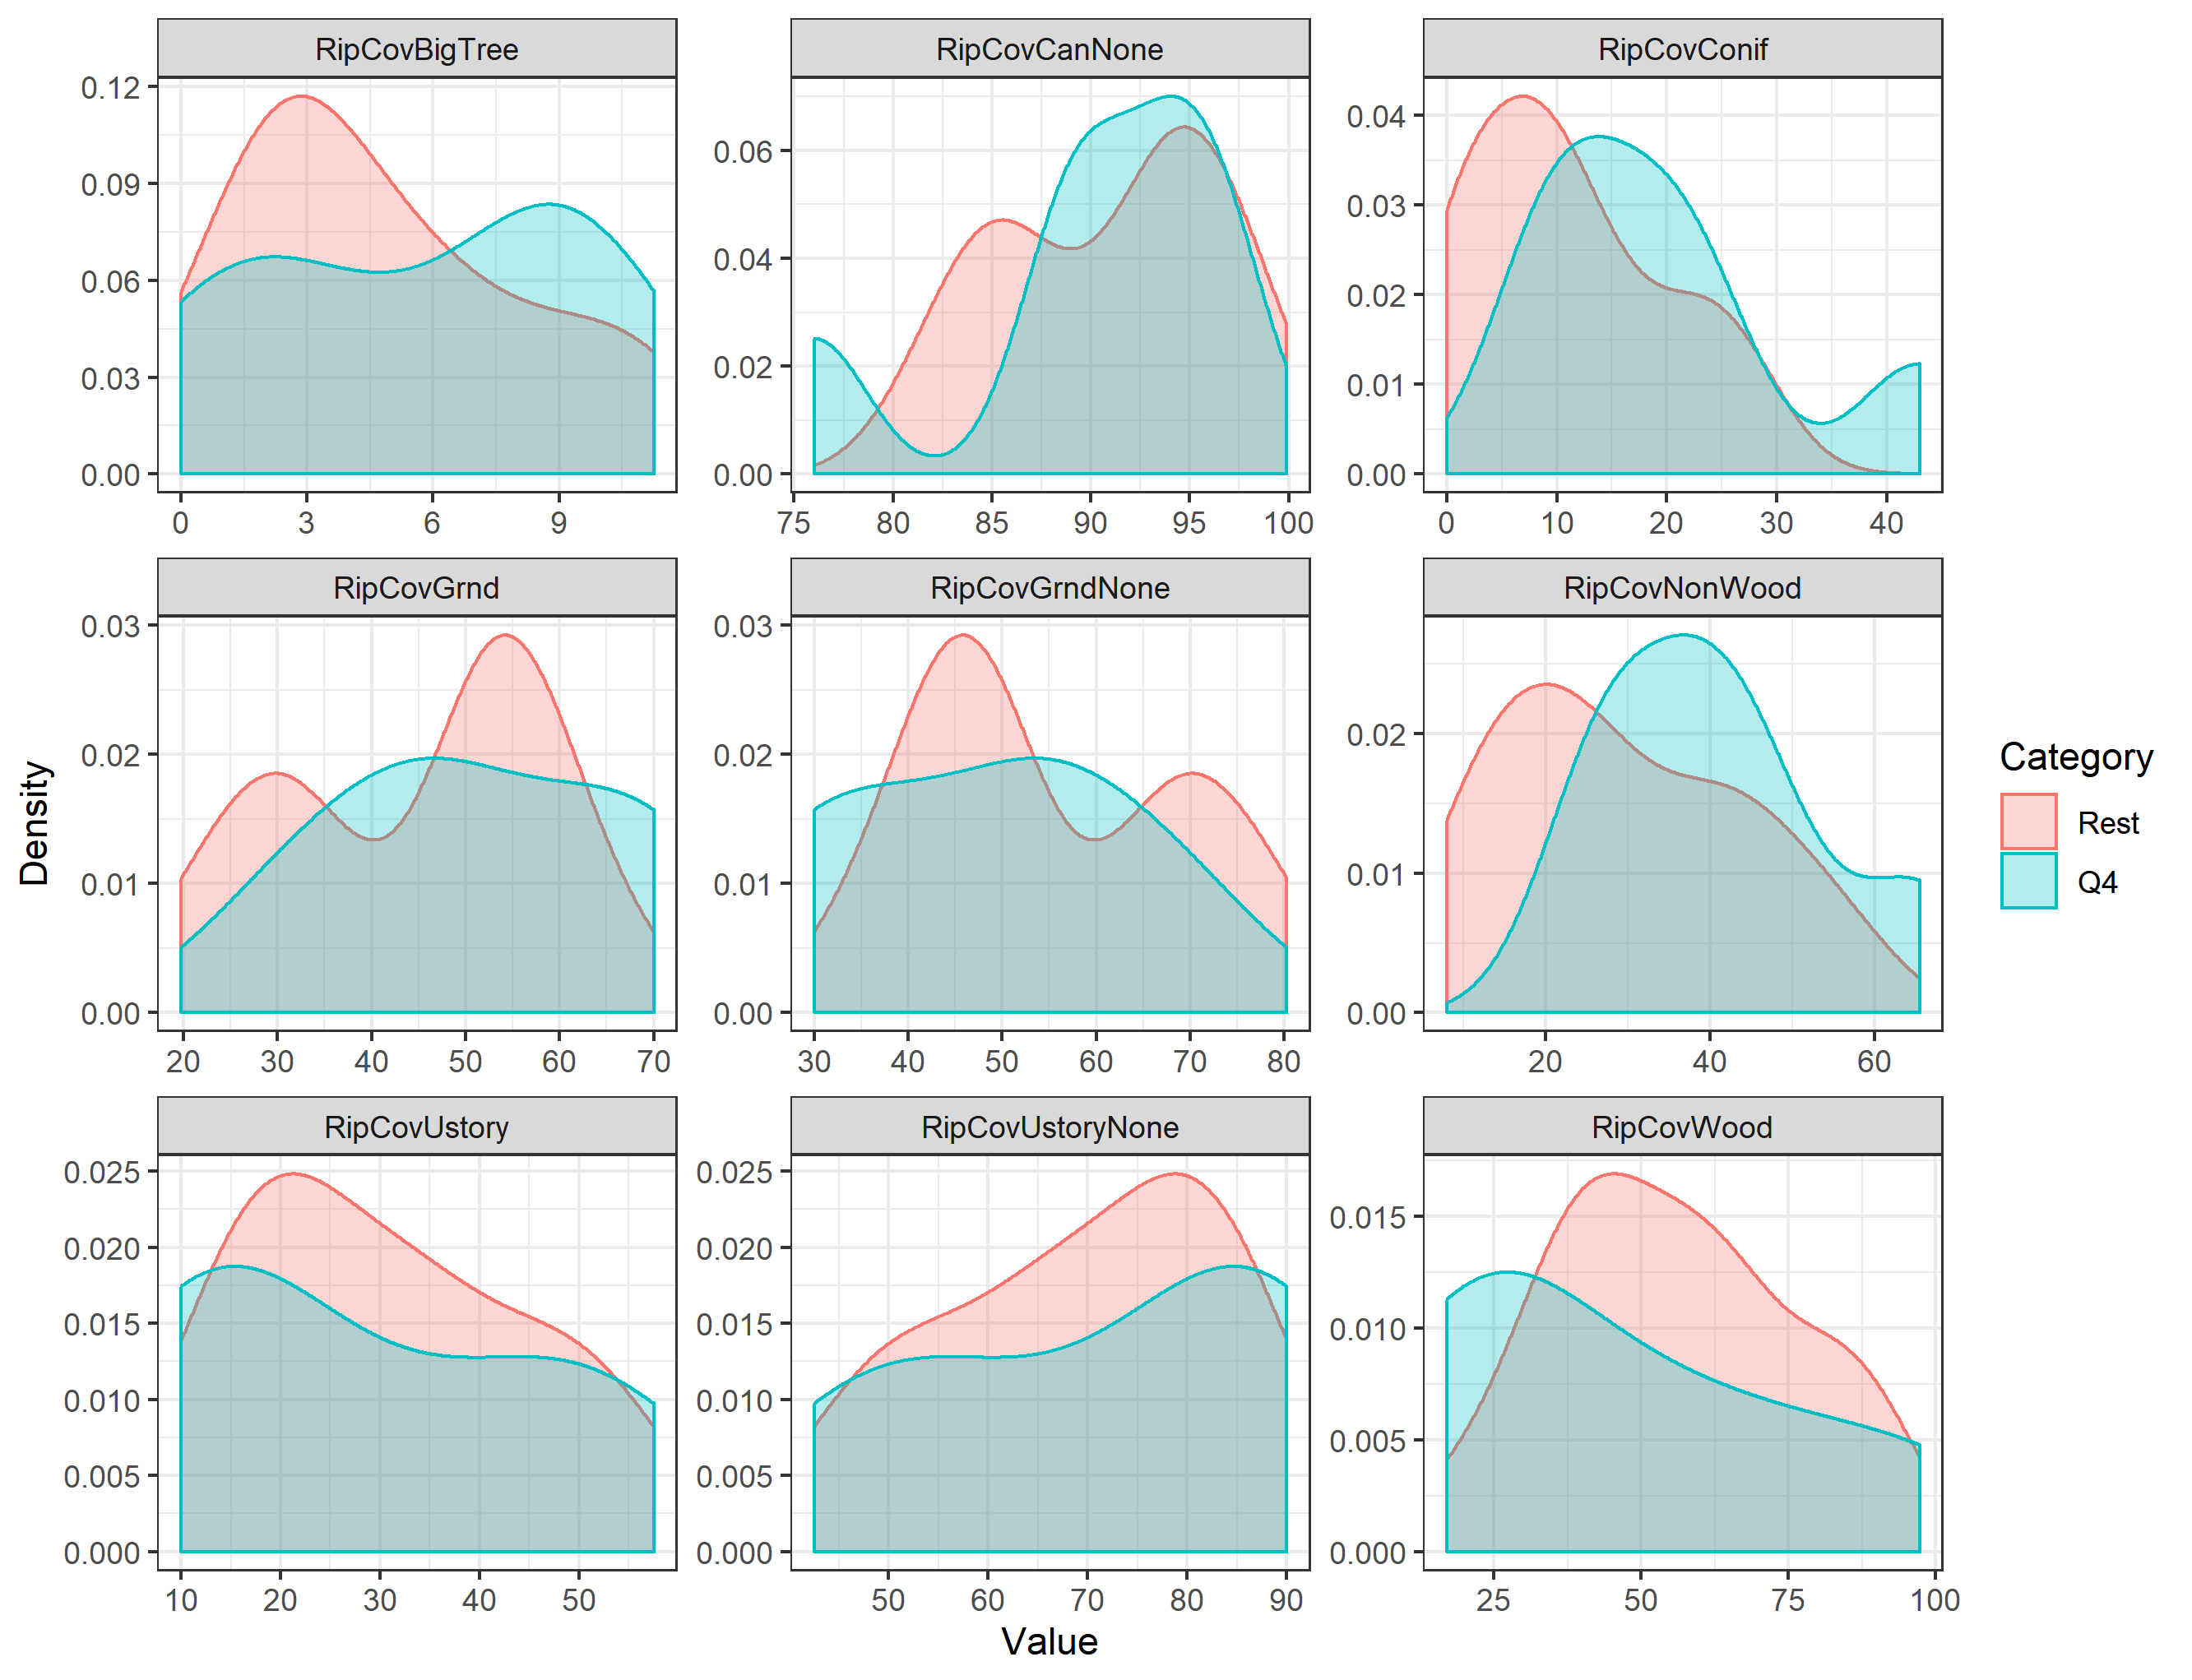 RipCovBigTree
RipCovCanNone
RipCovConif
0.12
0.09
0.06
0.03
0.00
0 3 6 9
0.06
0.04
0.02
0.00
75 80 85 90 95 100
0.04
0.03
0.02
0.01
0.00
0 10 20 30 40
RipCovGrnd
RipCovGrndNone
RipCovNonWood
0.03
0.02
0.01
0.00
20 30 40 50 60 70
0.03
0.02
0.01
0.00
30 40 50 60 70 80
0.02
0.01
0.00
20 40 60
RipCovUstory
RipCovUstoryNone
RipCovWood
0.025
0.020
0.015
0.010
0.005
0.000
10 20 30 40 50
0.025
0.020
0.015
0.010
0.005
0.000
50 60 70 80 90
0.015
0.010
0.005
0.000
25 50 75 100
Density
Value
Category
Rest
Q4